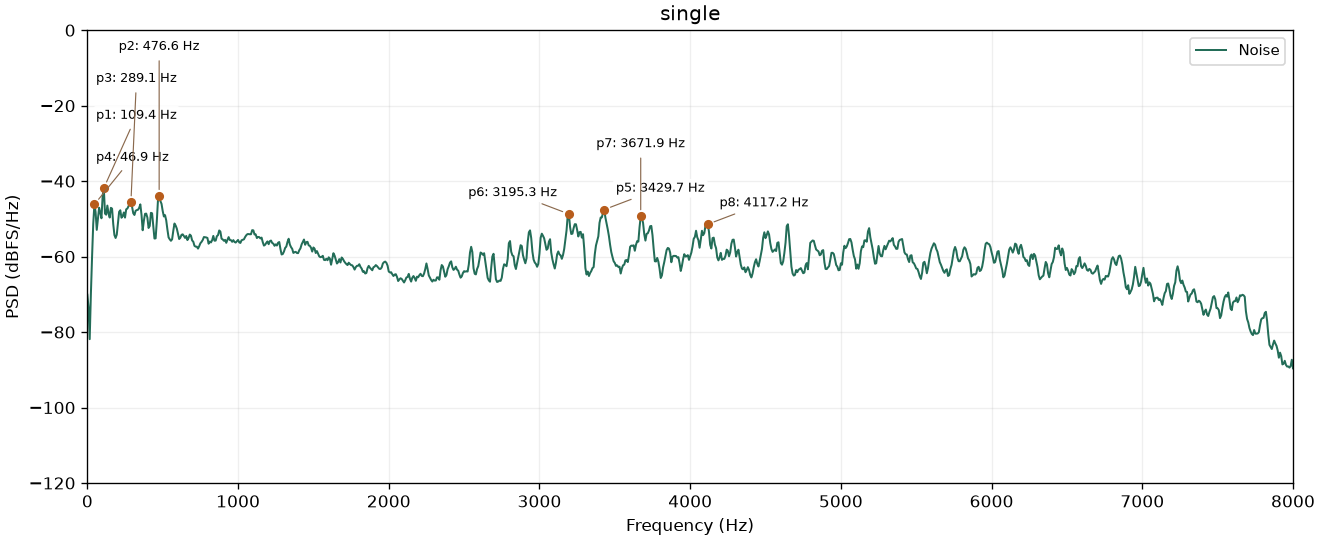 single
Noise
p2: 476.6 Hz
p3: 289.1 Hz
p1: 109.4 Hz
p4: 46.9 Hz
p7: 3671.9 Hz
p6: 3195.3 Hz
p5: 3429.7 Hz
p8: 4117.2 Hz
PSD (dBFS/Hz)
0
−20
−40
−60
−80
−100
−120
0 1000 2000 3000 4000 5000 6000 7000 8000
Frequency (Hz)